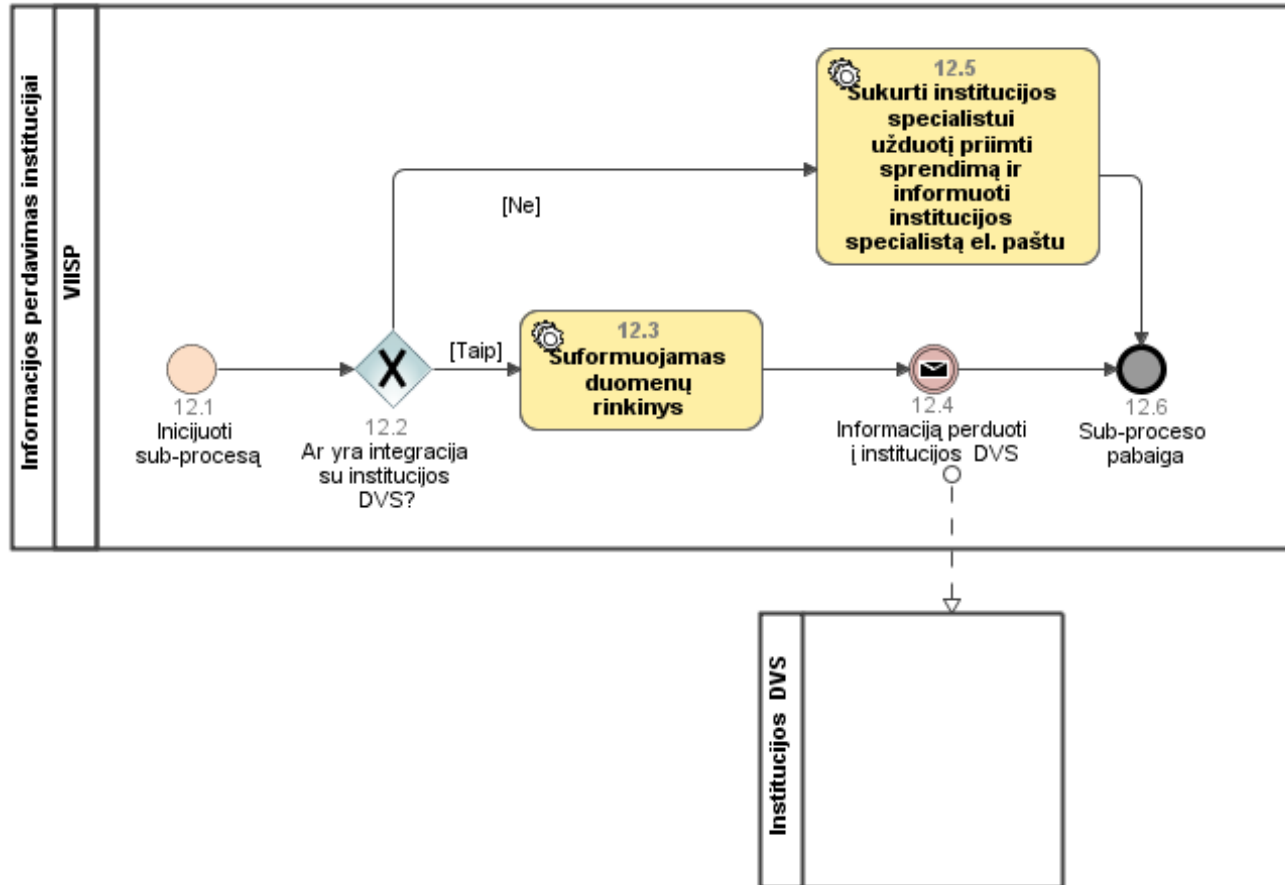 Informacijos perdavimas institucijai
VIISP
12.5
Sukurti institucijos
specialistui
užduotį priimti
sprendimą ir
informuoti
institucijos
specialistą el. paštu
[Ne]
12.1
Inicijuoti
sub-procesą
12.2
Ar yra integracija
su institucijos
DVS?
[Taip]
12.3
Suformuojamas
duomenų
rinkinys
12.4
Informaciją perduoti
į institucijos DVS
12.6
Sub-proceso
pabaiga
Institucijos DVS